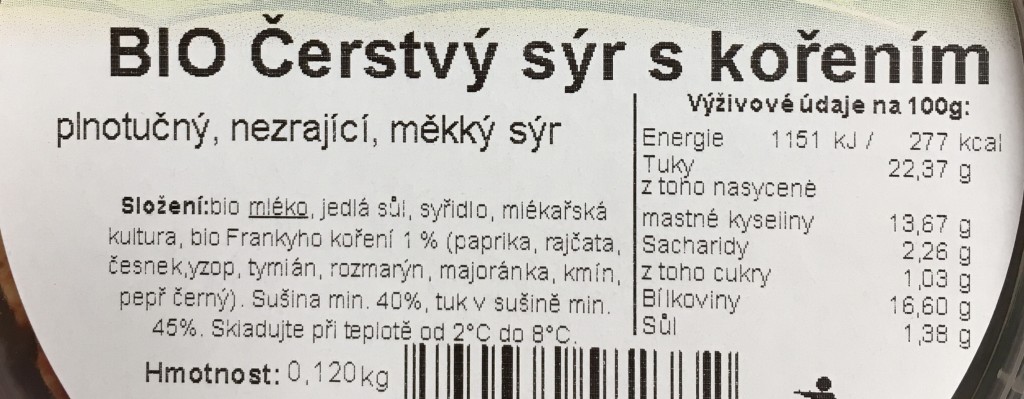 BIO Čerstvý sýr s kořením
plnotučný, nezrající, měkký sýr
Složení:bio mléko, jedlá sůl, syřidlo, mlékařská
kultura, bio Frankyho koření 1 % (paprika, rajčata,
česnek,yzop, tymián, rozmarýn, majoránka, kmín,
pepř černý). Sušina min. 40%, tuk v sušině min.
45%. Skladujte při teplotě od 2°C do 8°C.
Hmotnost: 0,120kg
Výživové údaje na 100g:
Energie 1151 kJ / 277 kcal
Tuky 22,37 g
z toho nasycené
mastné kyseliny 13,67 g
Sacharidy 2,26 g
z toho cukry 1,03 g
Bílkoviny 16,60 g
Sůl 1,38 g